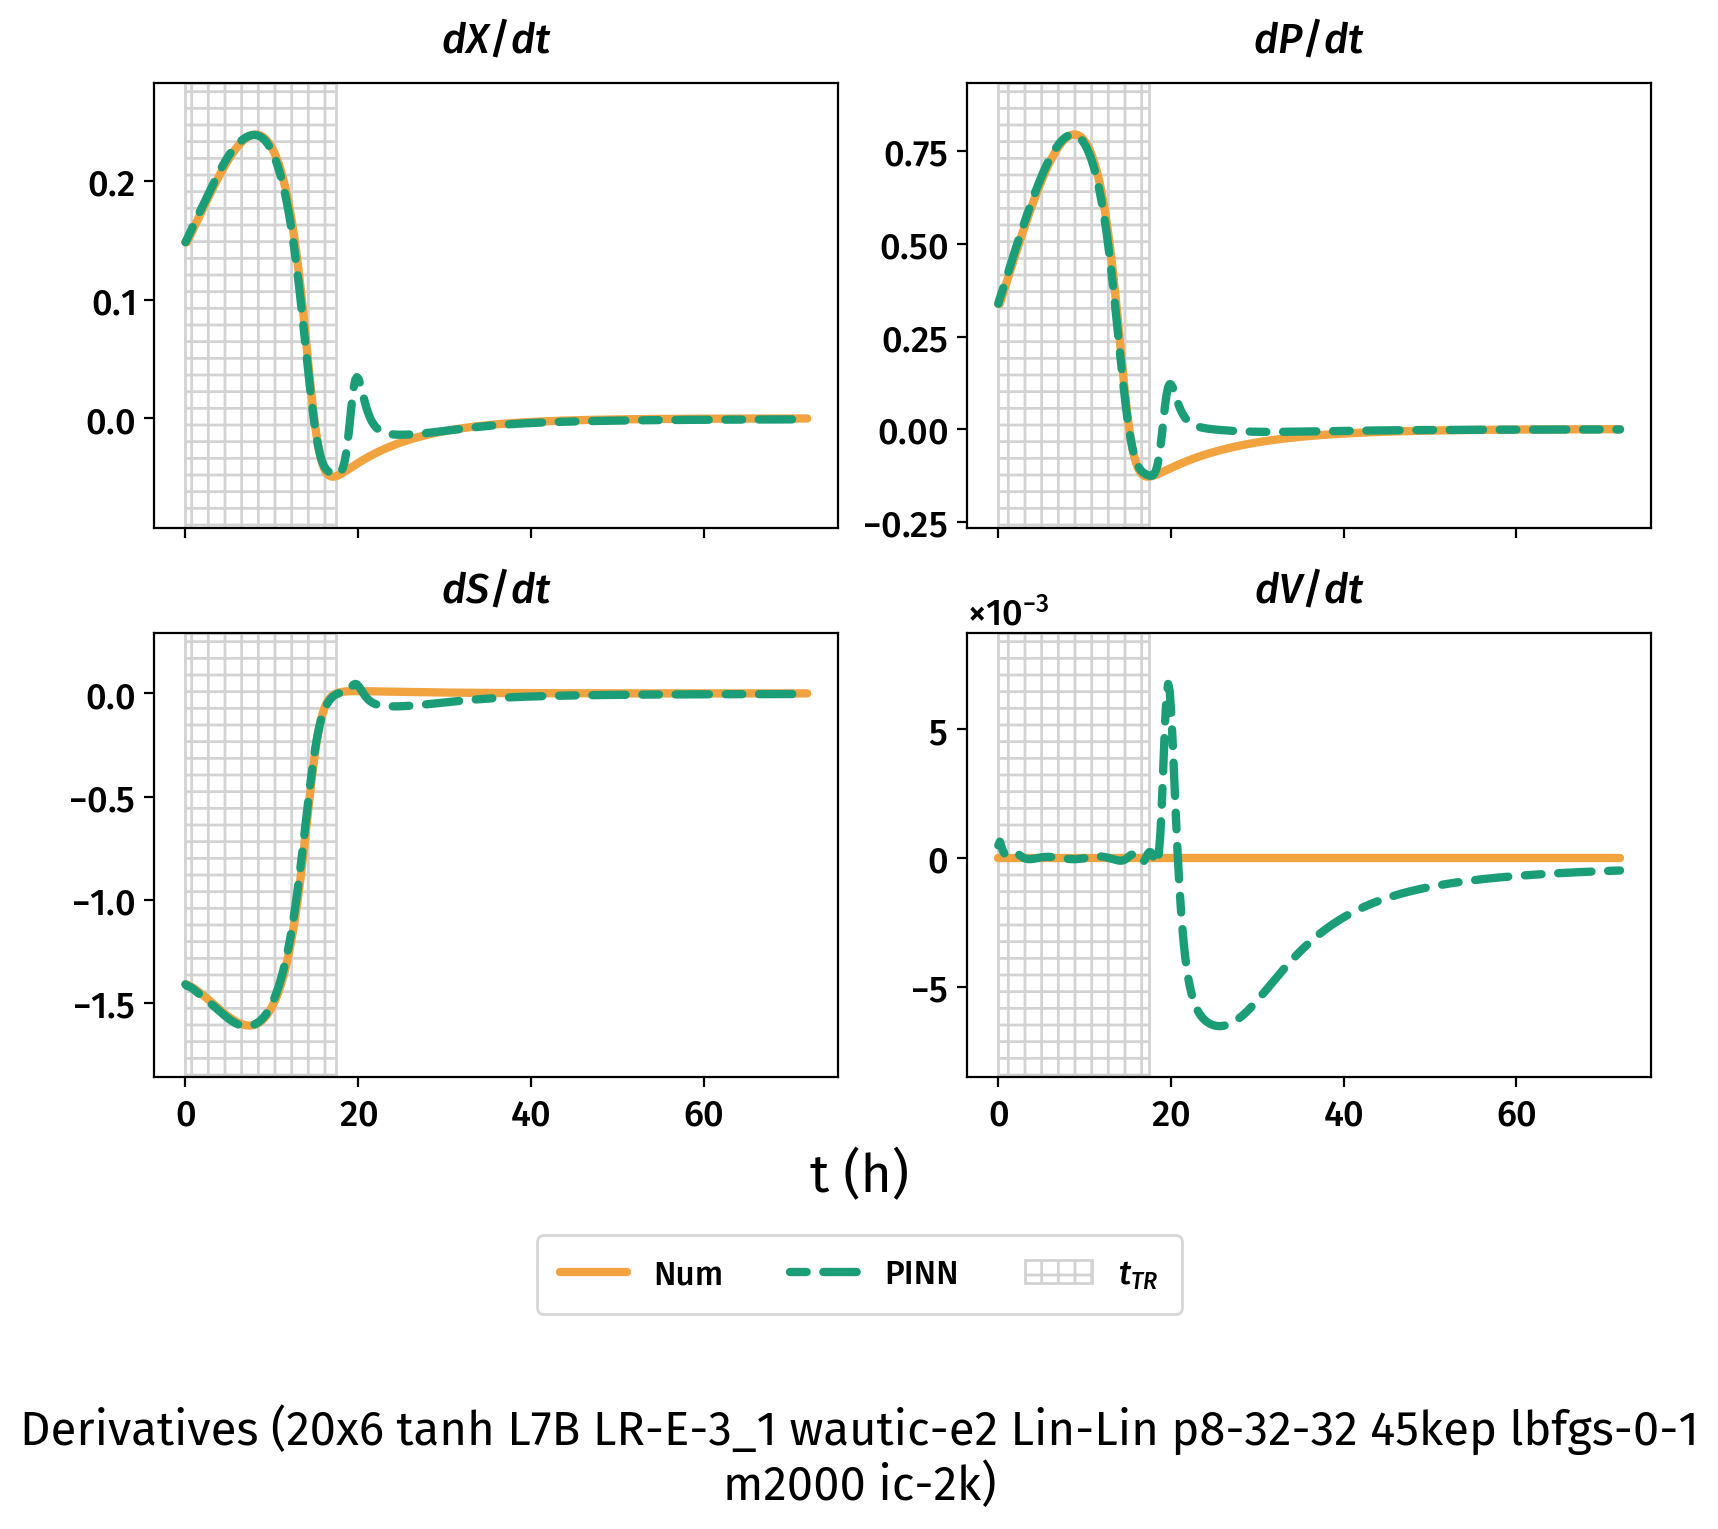 dX/dt
dP/dt
0.2
0.1
0.0
0.75
0.50
0.25
0.00
−0.25
dS/dt
dV/dt
×10⁻³
0.0
−0.5
−1.0
−1.5
5
0
−5
0 20 40 60
0 20 40 60
t (h)
Num PINN t_TR
Derivatives (20x6 tanh L7B LR-E-3_1 wautic-e2 Lin-Lin p8-32-32 45kep lbfgs-0-1
m2000 ic-2k)